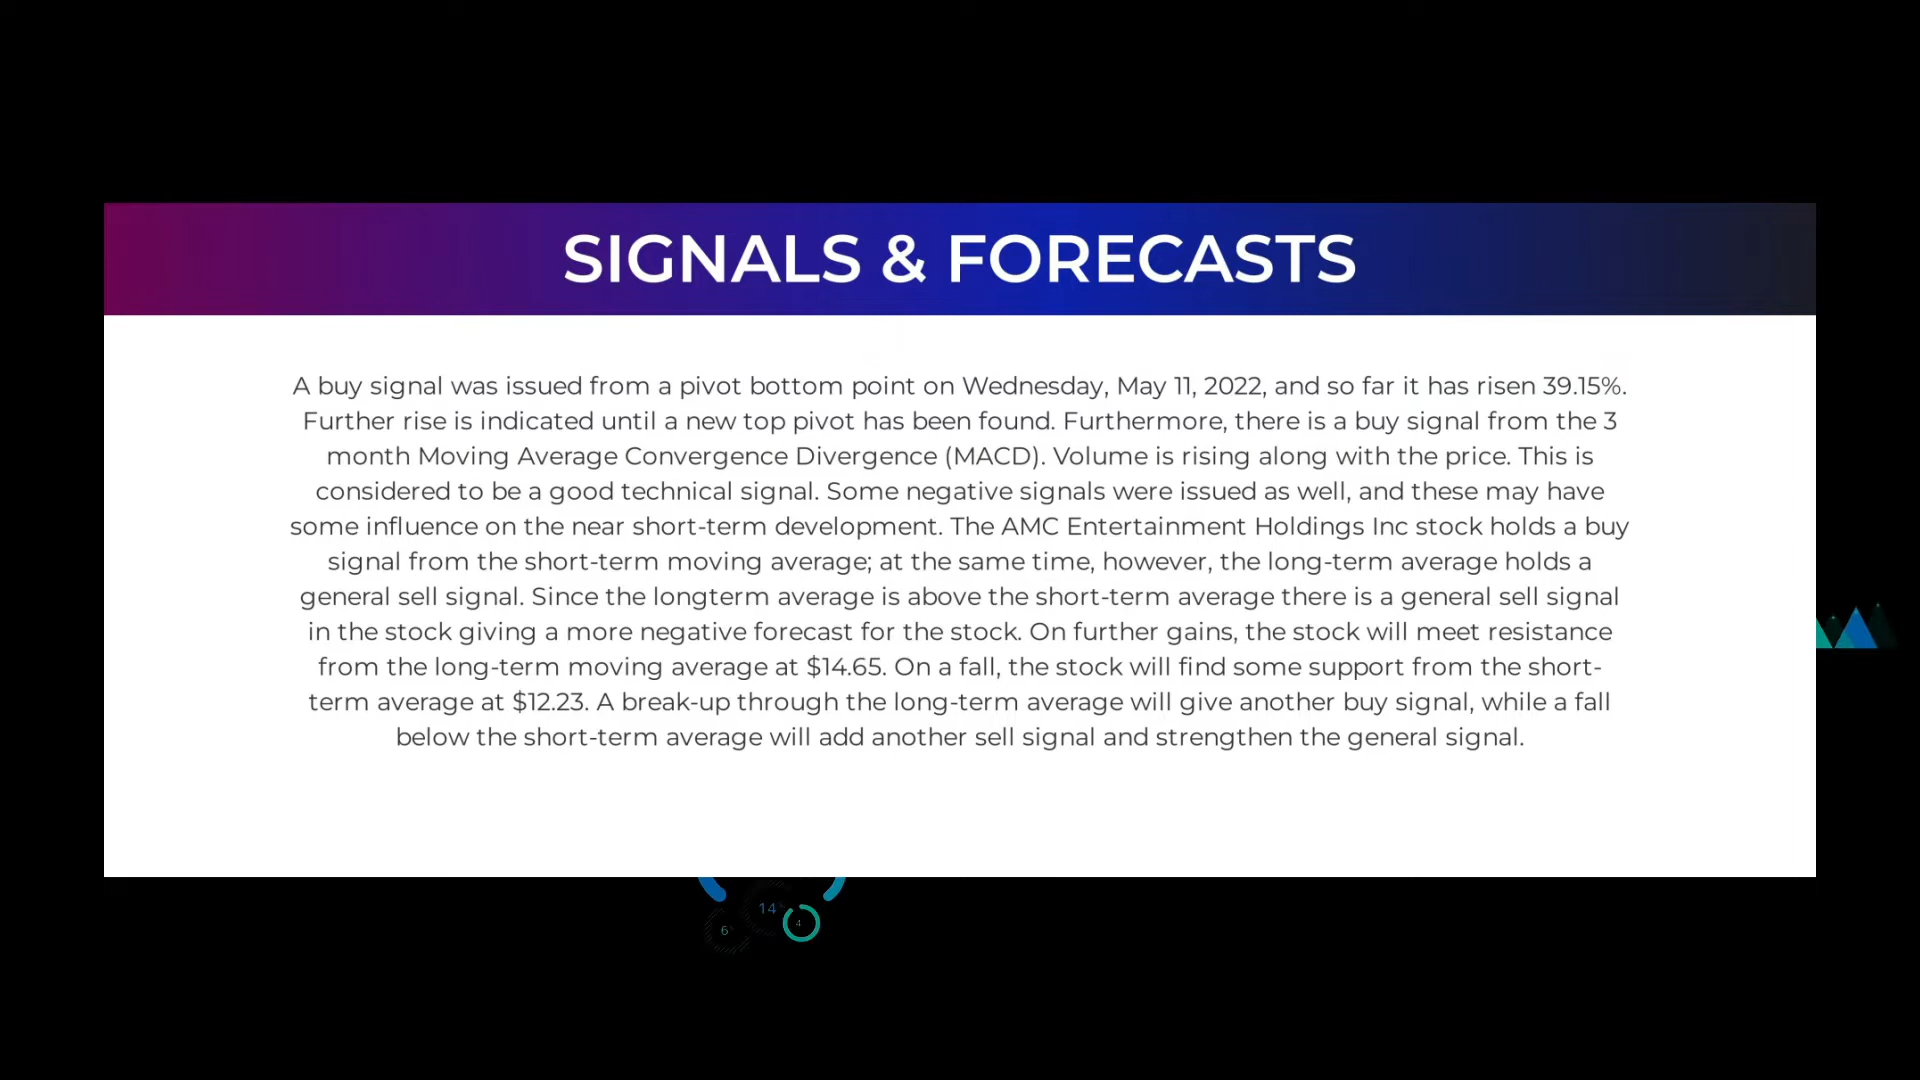 SIGNALS & FORECASTS
A buy signal was issued from a pivot bottom point on Wednesday, May 11, 2022, and so far it has risen 39.15%.
Further rise is indicated until a new top pivot has been found. Furthermore, there is a buy signal from the 3
month Moving Average Convergence Divergence (MACD). Volume is rising along with the price. This is
considered to be a good technical signal. Some negative signals were issued as well, and these may have
some influence on the near short-term development. The AMC Entertainment Holdings Inc stock holds a buy
signal from the short-term moving average; at the same time, however, the long-term average holds a
general sell signal. Since the longterm average is above the short-term average there is a general sell signal
in the stock giving a more negative forecast for the stock. On further gains, the stock will meet resistance
from the long-term moving average at $14.65. On a fall, the stock will find some support from the short-
term average at $12.23. A break-up through the long-term average will give another buy signal, while a fall
below the short-term average will add another sell signal and strengthen the general signal.
14
6
4